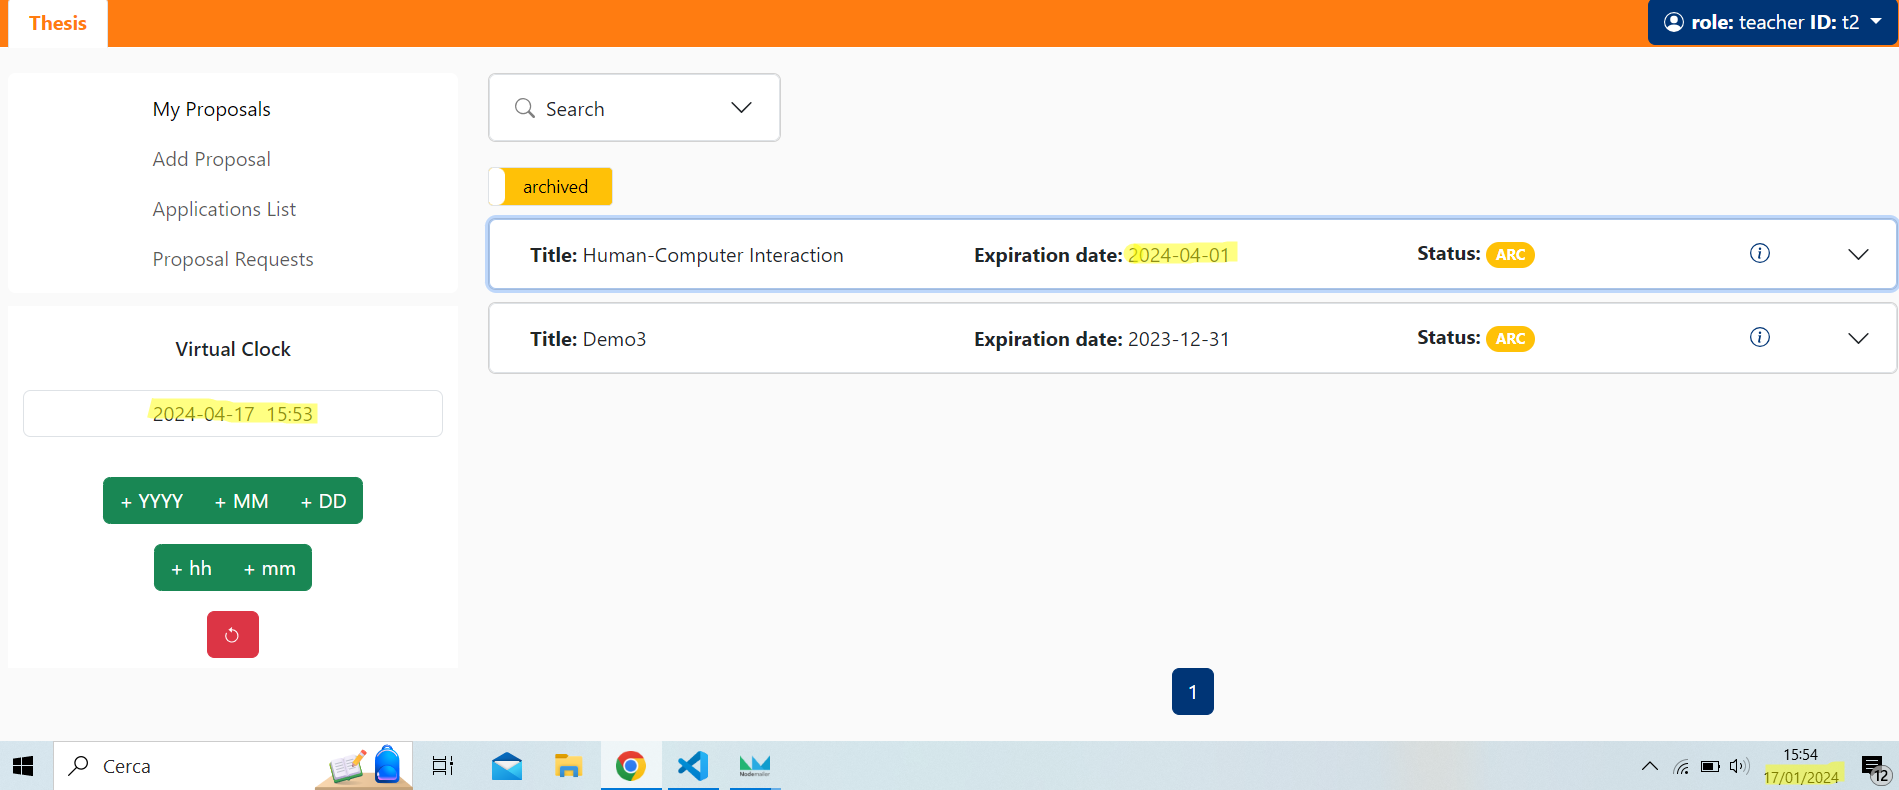 Thesis
role: teacher ID: t2
My Proposals
Add Proposal
Applications List
Proposal Requests
Virtual Clock
2024-04-17 15:53
+ YYYY + MM + DD
+ hh + mm
Search
archived
Title: Human-Computer Interaction Expiration date: 2024-04-01 Status: ARC
Title: Demo3 Expiration date: 2023-12-31 Status: ARC
1
Cerca
Nodemailer
15:54
17/01/2024
12